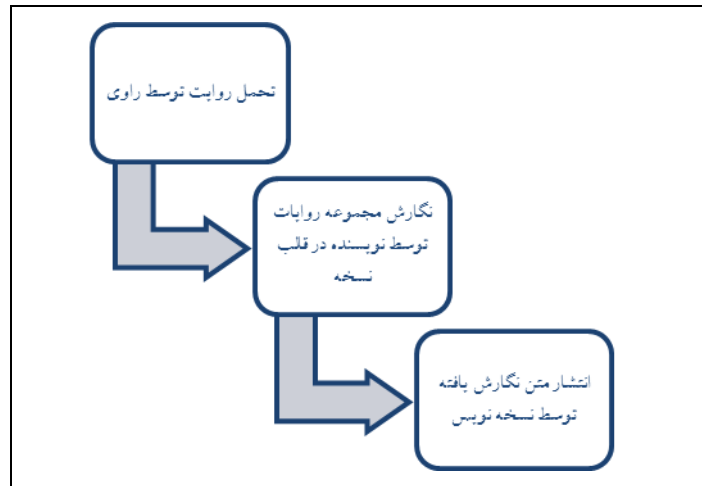 تحمل روایت توسط راوی
نگارش مجموعه روایات
توسط نویسنده در قالب
نسخه
انتشار متن نگارش یافته
توسط نسخه نویس